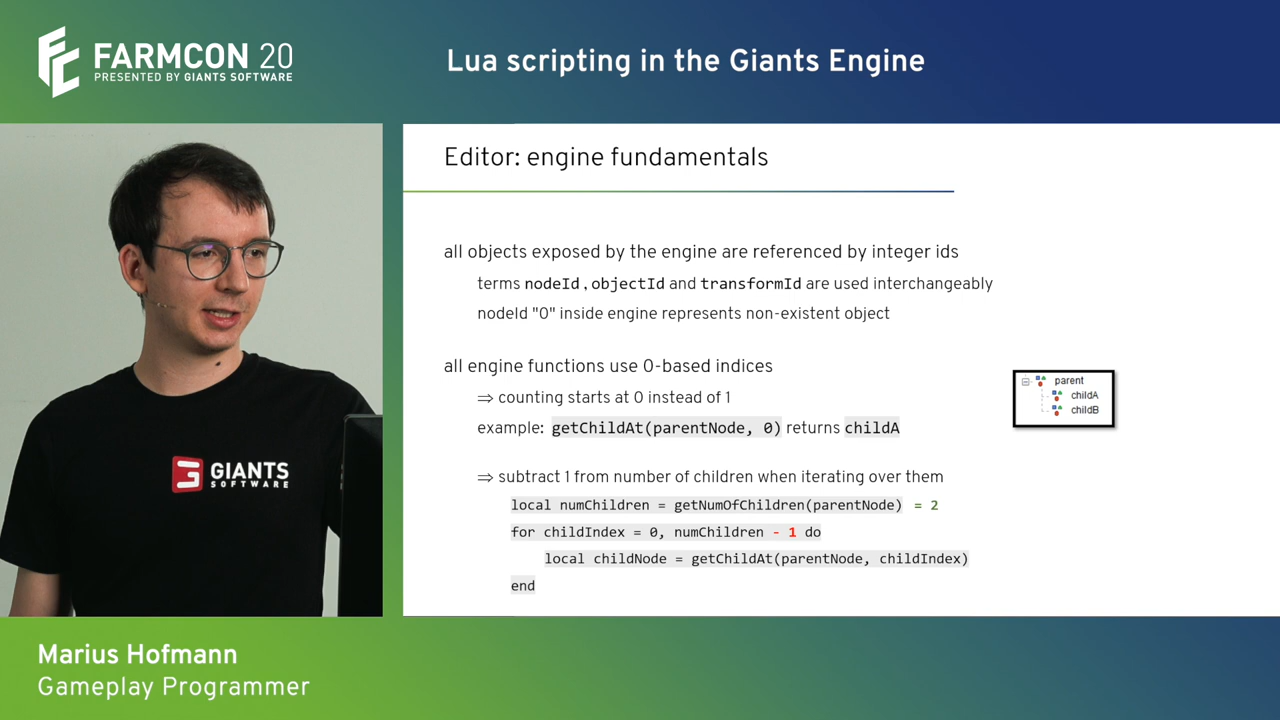 FARMCON 20
PRESENTED BY GIANTS SOFTWARE
Lua scripting in the Giants Engine
Editor: engine fundamentals
all objects exposed by the engine are referenced by integer ids
terms nodeId, objectId and transformId are used interchangeably
nodeId "0" inside engine represents non-existent object
all engine functions use 0-based indices
⇒ counting starts at 0 instead of 1
example: getChildAt(parentNode, 0) returns childA
parent
childA
childB
⇒ subtract 1 from number of children when iterating over them
local numChildren = getNumOfChildren(parentNode) = 2
for childIndex = 0, numChildren - 1 do
local childNode = getChildAt(parentNode, childIndex)
end
GIANTS
SOFTWARE
Marius Hofmann
Gameplay Programmer